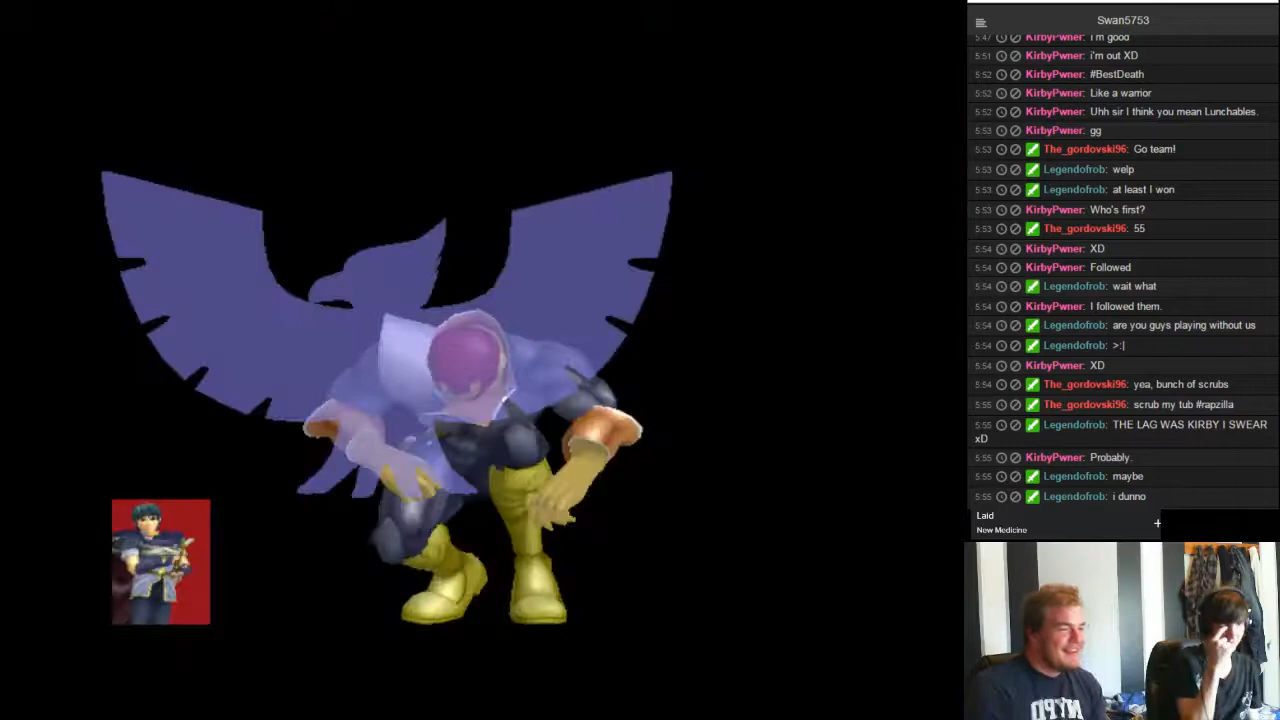 Swan5753
5:47 KirbyPwner: I'm good
5:51 KirbyPwner: i'm out XD
5:52 KirbyPwner: #BestDeath
5:52 KirbyPwner: Like a warrior
5:52 KirbyPwner: Uhh sir I think you mean Lunchables.
5:53 KirbyPwner: gg
5:53 The_gordovski96: Go team!
5:53 Legendofrob: welp
5:53 Legendofrob: at least I won
5:53 KirbyPwner: Who's first?
5:53 The_gordovski96: 55
5:54 KirbyPwner: XD
5:54 KirbyPwner: Followed
5:54 Legendofrob: wait what
5:54 KirbyPwner: I followed them.
5:54 Legendofrob: are you guys playing without us
5:54 Legendofrob: >:|
5:54 KirbyPwner: XD
5:54 The_gordovski96: yea, bunch of scrubs
5:55 The_gordovski96: scrub my tub #rapzilla
5:55 Legendofrob: THE LAG WAS KIRBY I SWEAR
xD
5:55 KirbyPwner: Probably.
5:55 Legendofrob: maybe
5:55 Legendofrob: i dunno
Laid
New Medicine
+
NYPD